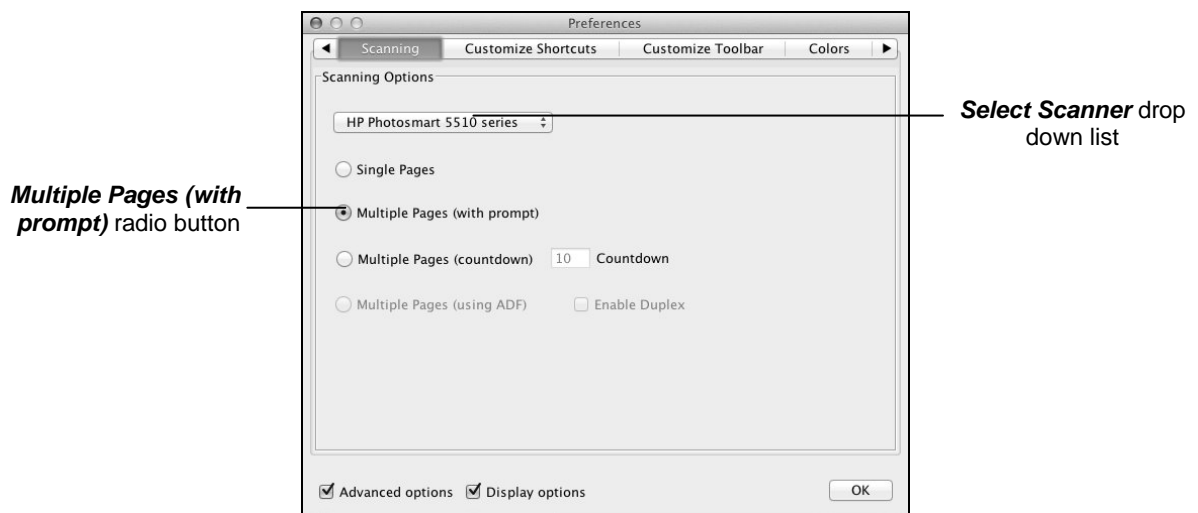 Preferences
Scanning Customize Shortcuts Customize Toolbar Colors
Scanning Options
HP Photosmart 5510 series
Select Scanner drop
down list
Single Pages
Multiple Pages (with
prompt) radio button
Multiple Pages (with prompt)
Multiple Pages (countdown) 10 Countdown
Multiple Pages (using ADF) Enable Duplex
Advanced options Display options OK